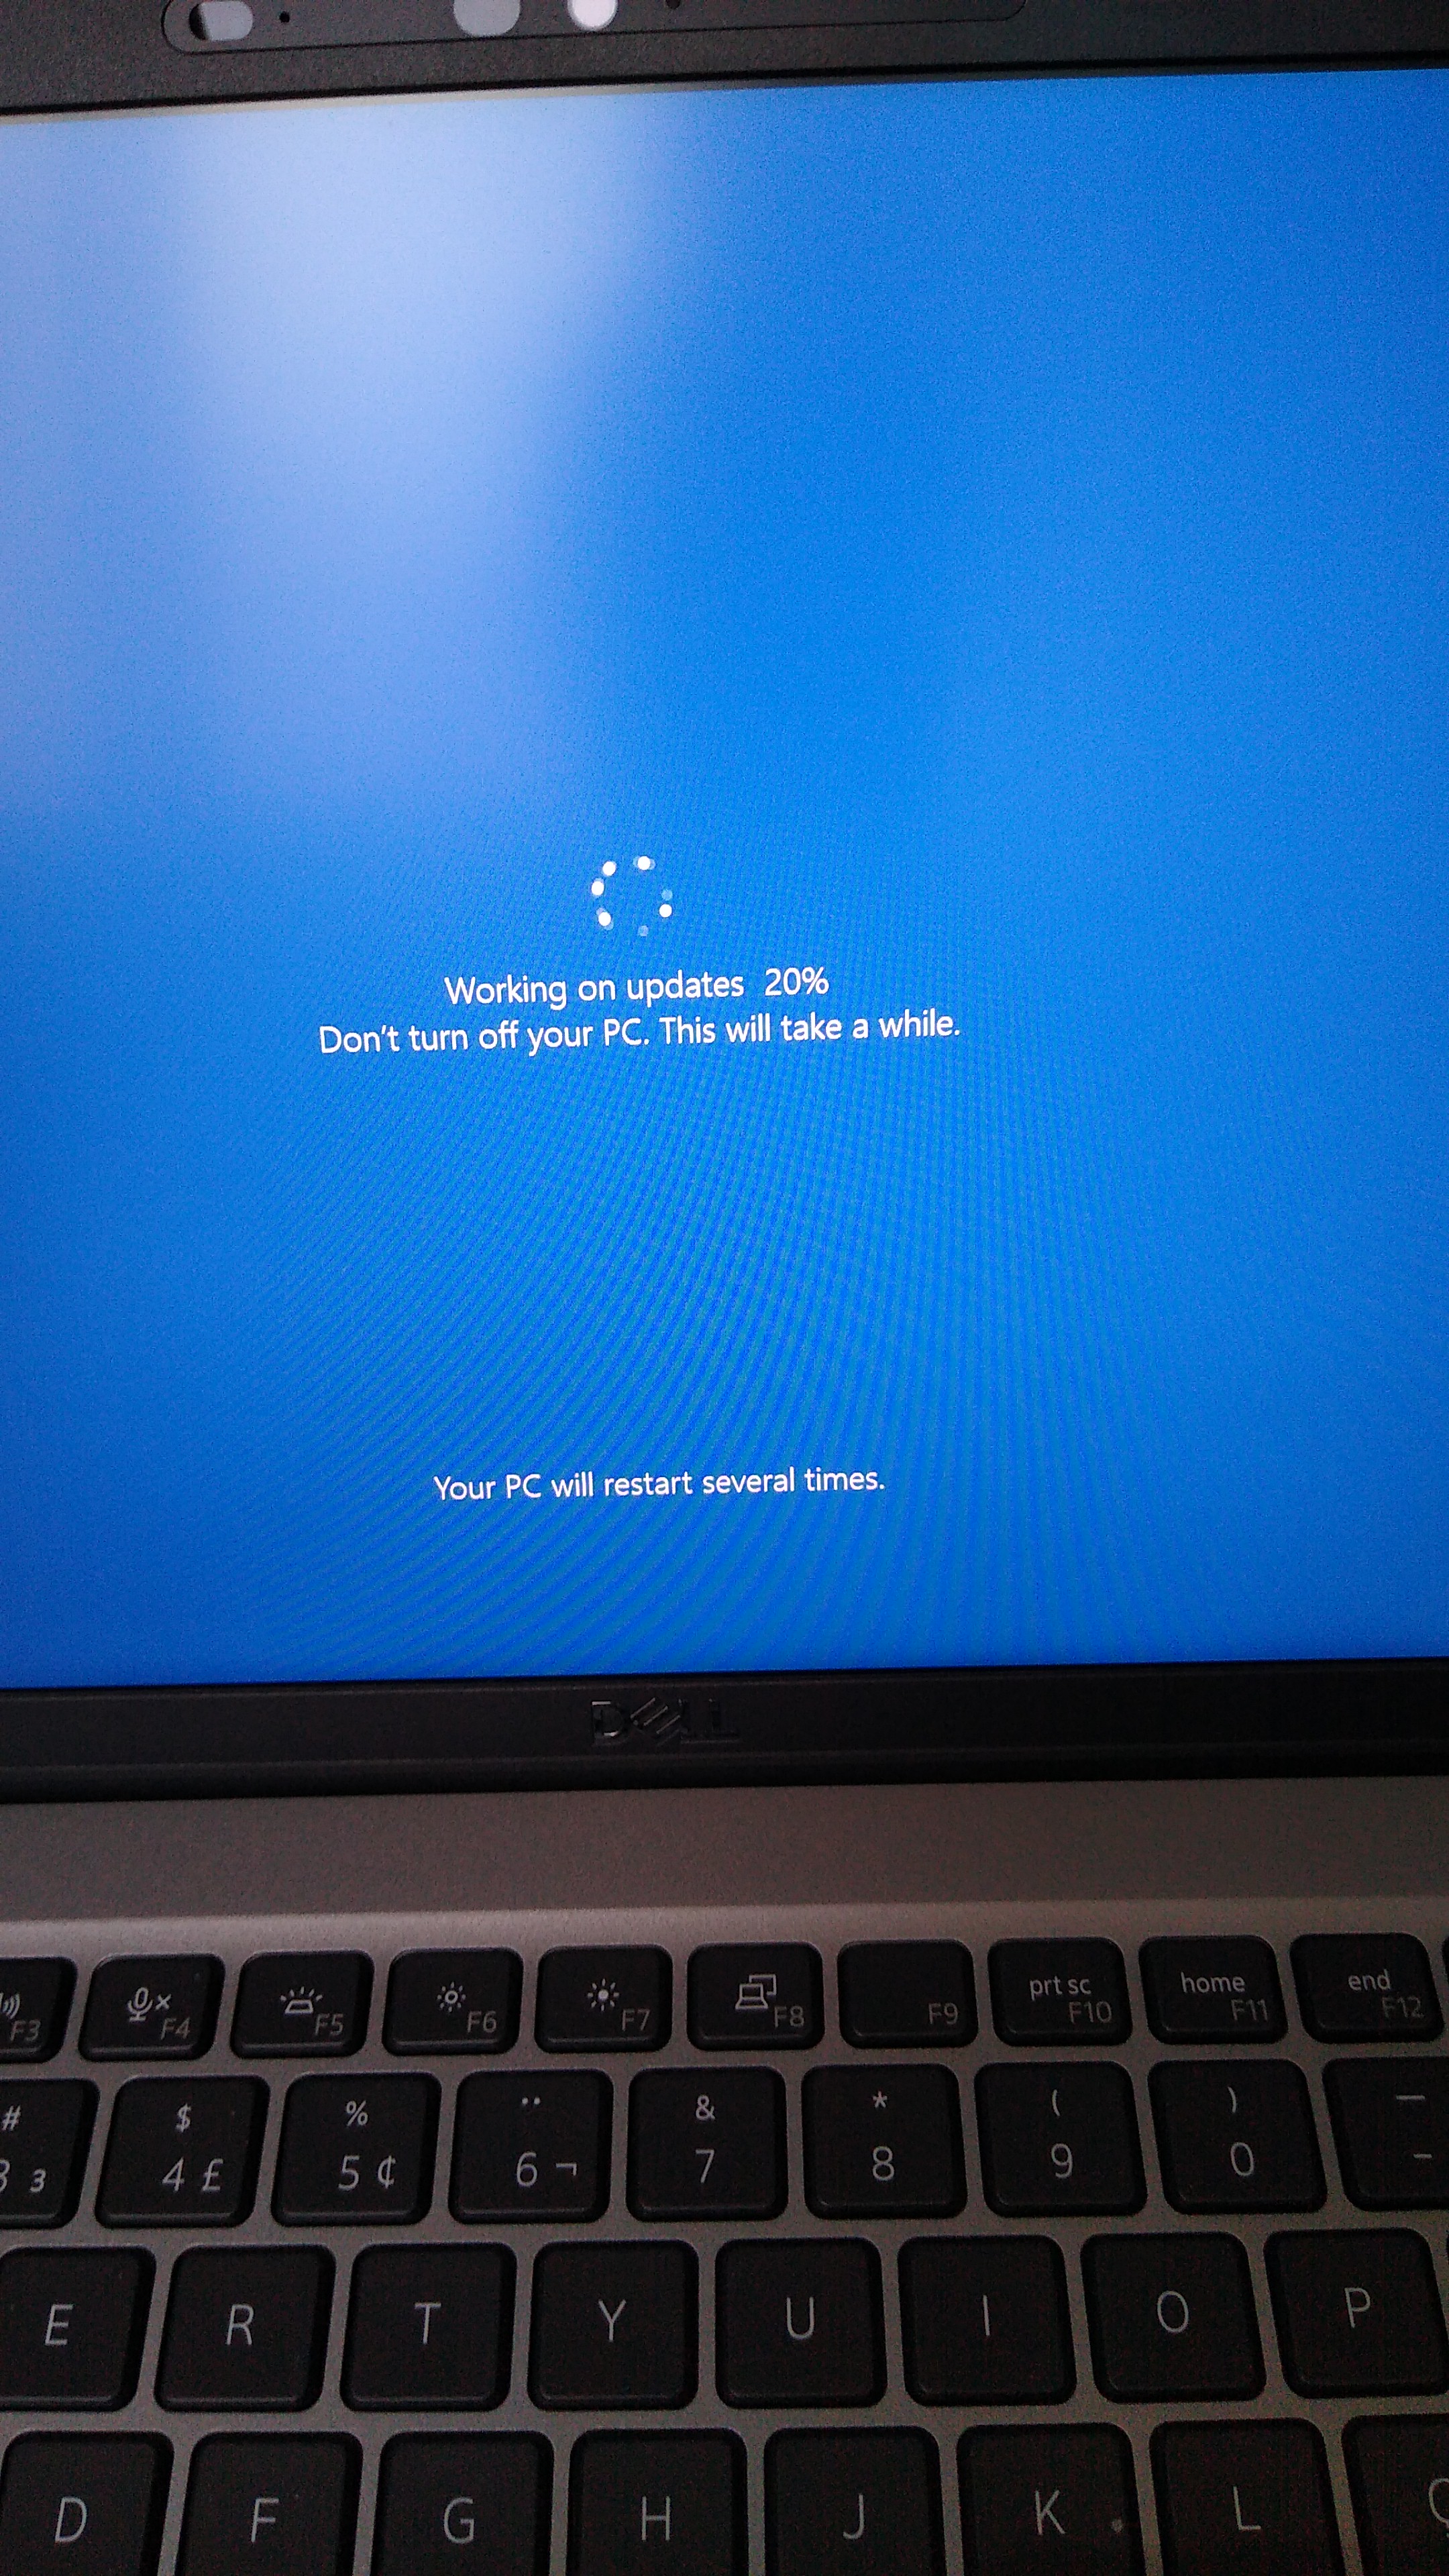 Working on updates 20%
Don't turn off your PC. This will take a while.
Your PC will restart several times.
DELL
F3 F4 F5 F6 F7 F8 F9 prt sc F10 home F11 end F12
# $ % ¨ & * ( ) _
3 ³ 4 £ 5 ¢ 6 ¬ 7 8 9 0 -
E R T Y U I O P
D F G H J K L